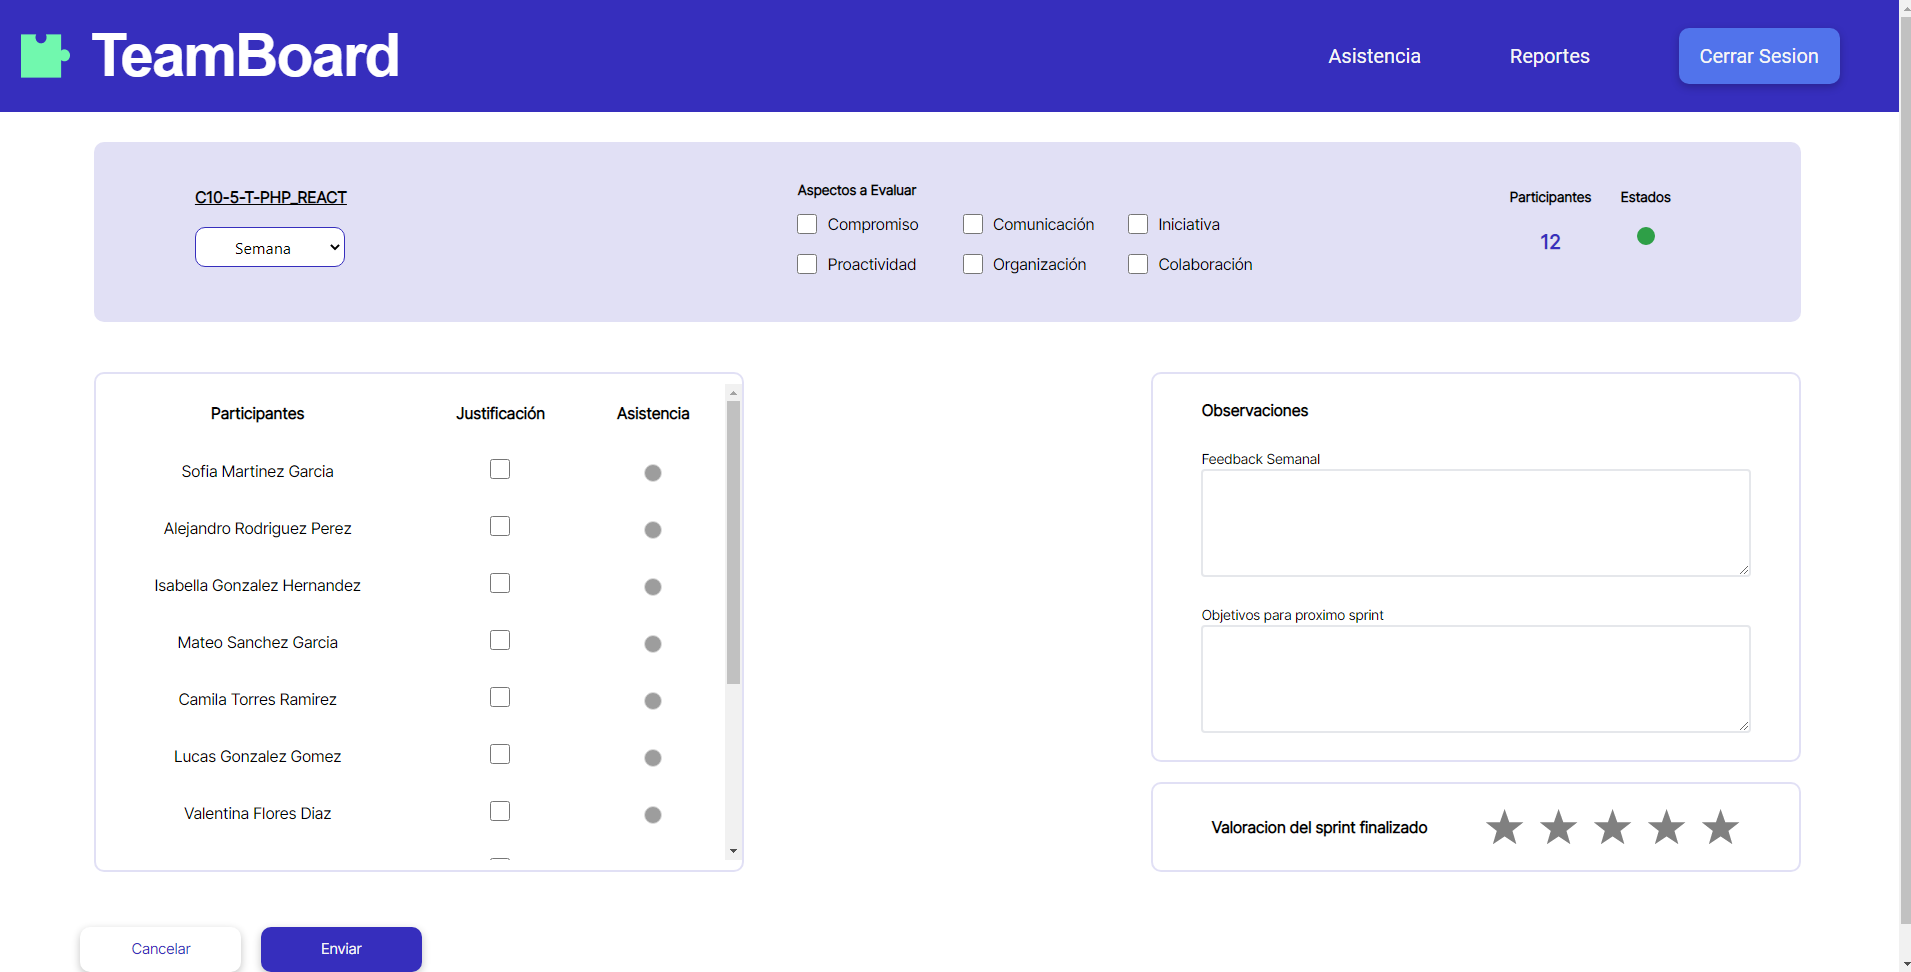 TeamBoard
Asistencia
Reportes
Cerrar Sesion
C10-5-T-PHP_REACT
Semana
Aspectos a Evaluar
Compromiso
Comunicación
Iniciativa
Proactividad
Organización
Colaboración
Participantes
Estados
12
Participantes
Justificación
Asistencia
Sofia Martinez Garcia
Alejandro Rodriguez Perez
Isabella Gonzalez Hernandez
Mateo Sanchez Garcia
Camila Torres Ramirez
Lucas Gonzalez Gomez
Valentina Flores Diaz
Observaciones
Feedback Semanal
Objetivos para proximo sprint
Valoracion del sprint finalizado
Cancelar
Enviar